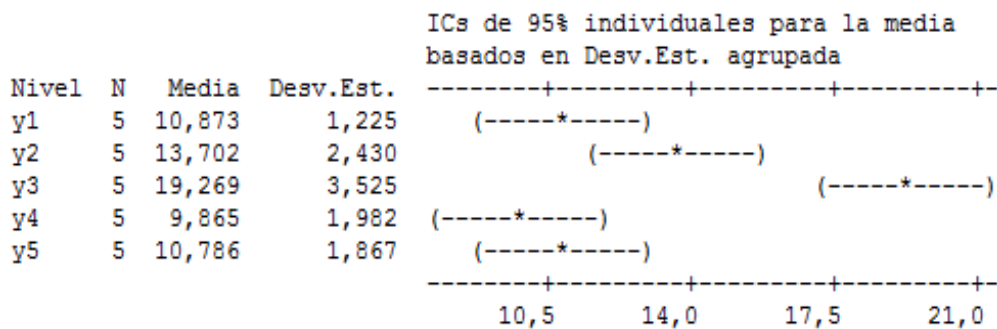 ICs de 95% individuales para la media
basados en Desv.Est. agrupada
Nivel  N   Media  Desv.Est.  --------+---------+---------+---------+-
y1     5  10,873      1,225     (-----*-----)
y2     5  13,702      2,430             (-----*-----)
y3     5  19,269      3,525                             (-----*-----)
y4     5   9,865      1,982  (-----*-----)
y5     5  10,786      1,867     (-----*-----)
--------+---------+---------+---------+-
10,5      14,0      17,5      21,0